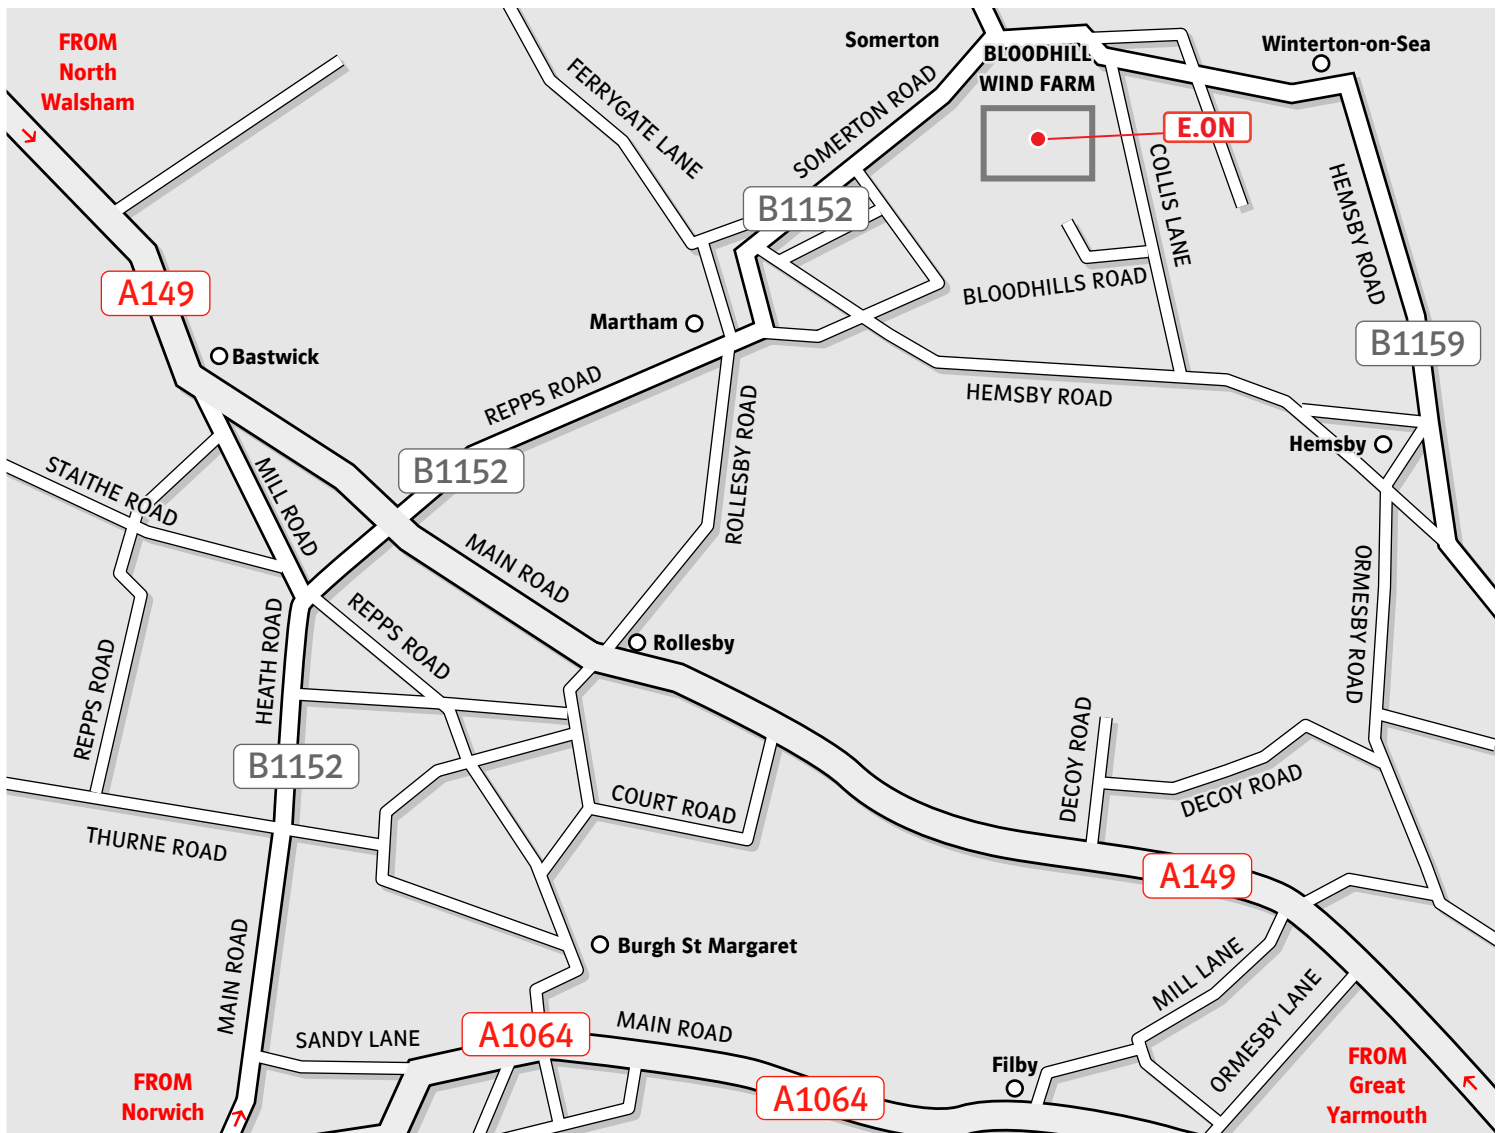 FROM
North
Walsham
Somerton
BLOODHILL
WIND FARM
Winterton-on-Sea
E.ON
FERRYGATE LANE
SOMERTON ROAD
COLLIS LANE
HEMSBY ROAD
B1152
A149
BLOODHILLS ROAD
Martham
Bastwick
B1159
REPPS ROAD
HEMSBY ROAD
ROLLESBY ROAD
Hemsby
B1152
STAITHE ROAD
MILL ROAD
MAIN ROAD
ORMESBY ROAD
HEATH ROAD
REPPS ROAD
Rollesby
REPPS ROAD
B1152
DECOY ROAD
DECOY ROAD
COURT ROAD
THURNE ROAD
A149
MAIN ROAD
Burgh St Margaret
MILL LANE
ORMESBY LANE
SANDY LANE
A1064
MAIN ROAD
Filby
A1064
FROM
Norwich
FROM
Great
Yarmouth